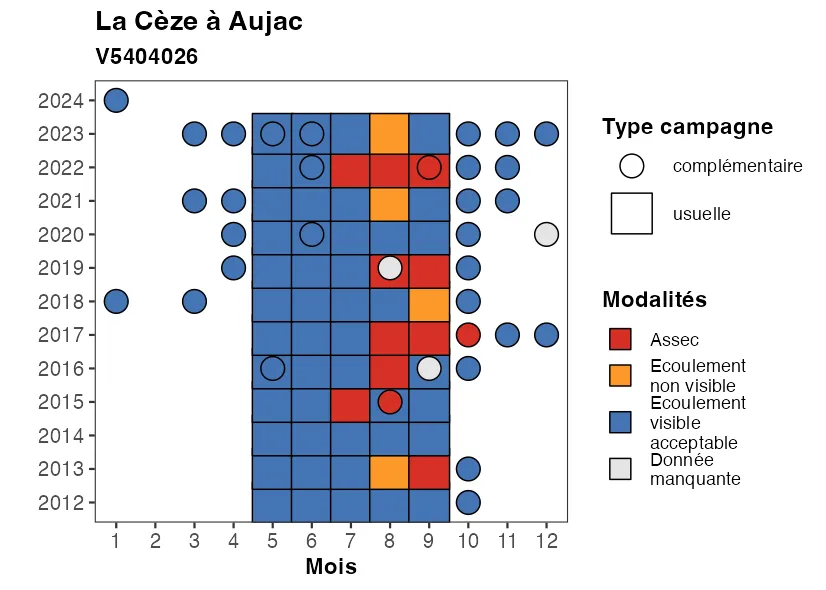 La Cèze à Aujac
V5404026
2024
2023
2022
2021
2020
2019
2018
2017
2016
2015
2014
2013
2012
1 2 3 4 5 6 7 8 9 10 11 12
Mois
Type campagne
complémentaire
usuelle
Modalités
Assec
Ecoulement
non visible
Ecoulement
visible
acceptable
Donnée
manquante